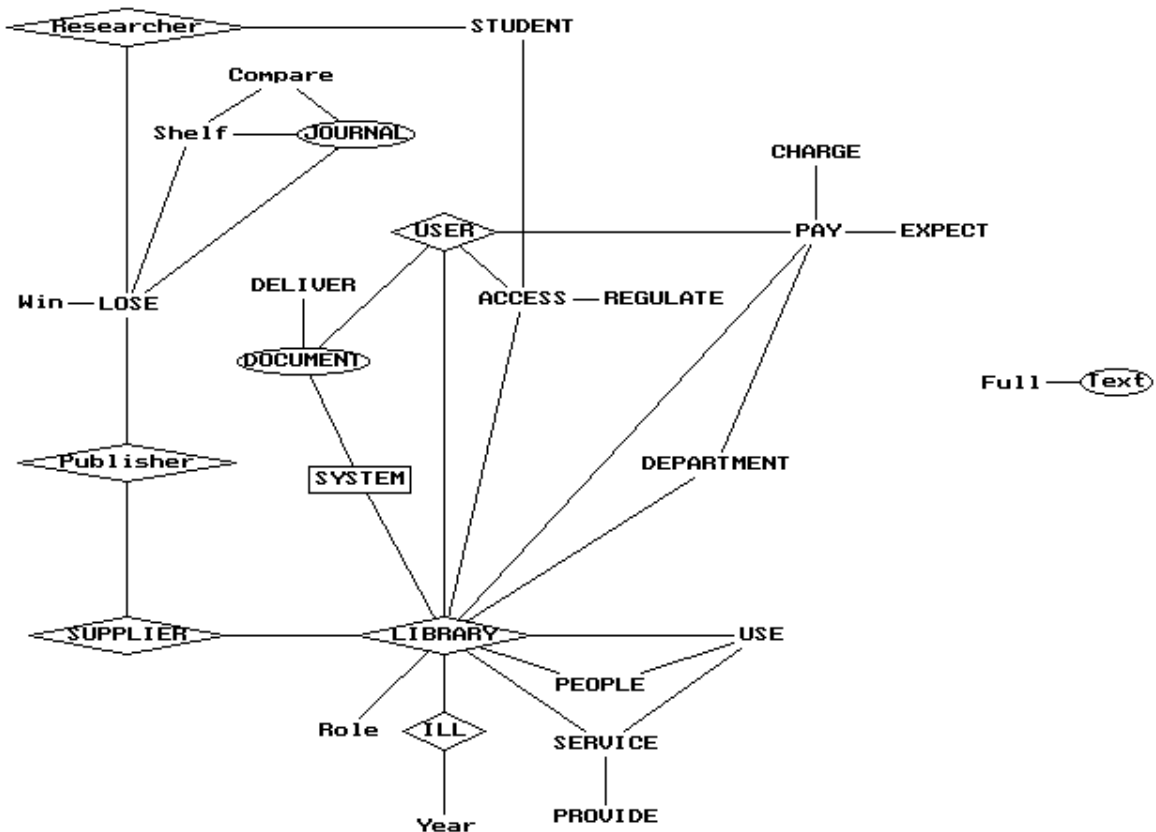 Researcher
STUDENT
Compare
Shelf
JOURNAL
CHARGE
USER
PAY
EXPECT
DELIVER
Win
LOSE
ACCESS
REGULATE
DOCUMENT
Full
Text
Publisher
DEPARTMENT
SYSTEM
SUPPLIER
LIBRARY
USE
PEOPLE
Role
ILL
SERVICE
Year
PROVIDE